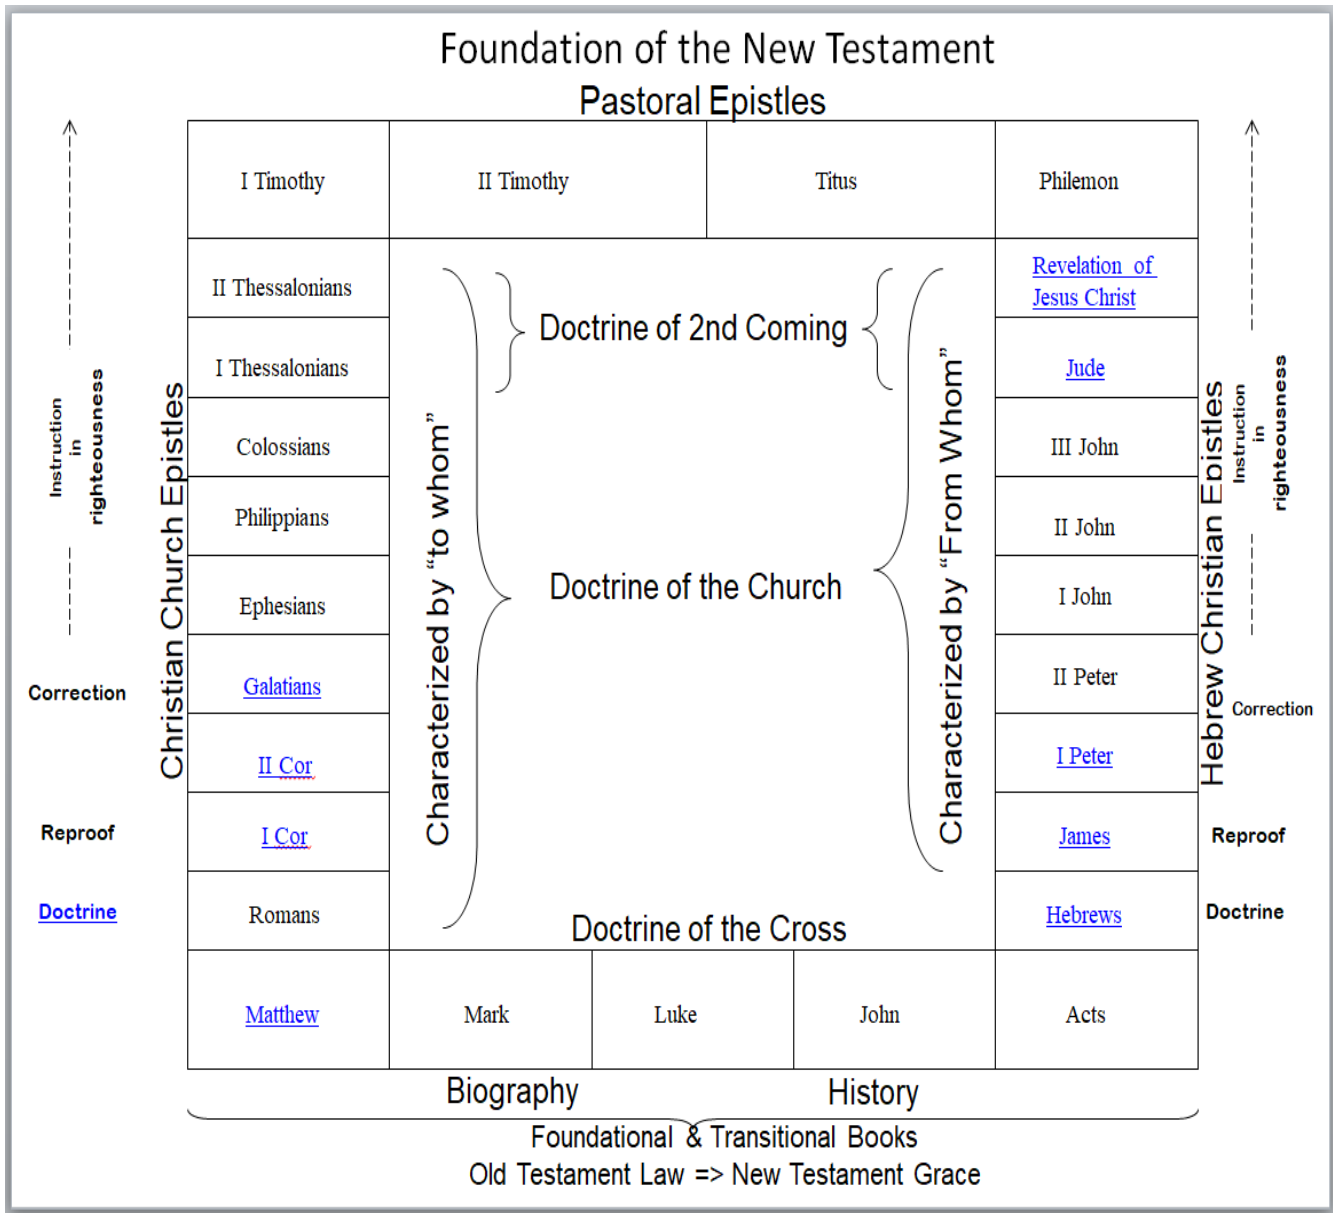 Foundation of the New Testament
Pastoral Epistles
I Timothy
II Timothy
Titus
Philemon
II Thessalonians
I Thessalonians
Colossians
Philippians
Ephesians
Galatians
II Cor
I Cor
Romans
Revelation of
Jesus Christ
Jude
III John
II John
I John
II Peter
I Peter
James
Hebrews
Matthew
Mark
Luke
John
Acts
Doctrine of 2nd Coming
Doctrine of the Church
Doctrine of the Cross
Characterized by “to whom”
Characterized by “From Whom”
Christian Church Epistles
Hebrew Christian Epistles
Instruction
in
righteousness
Correction
Reproof
Doctrine
Instruction
in
righteousness
Correction
Reproof
Doctrine
Biography
History
Foundational & Transitional Books
Old Testament Law => New Testament Grace